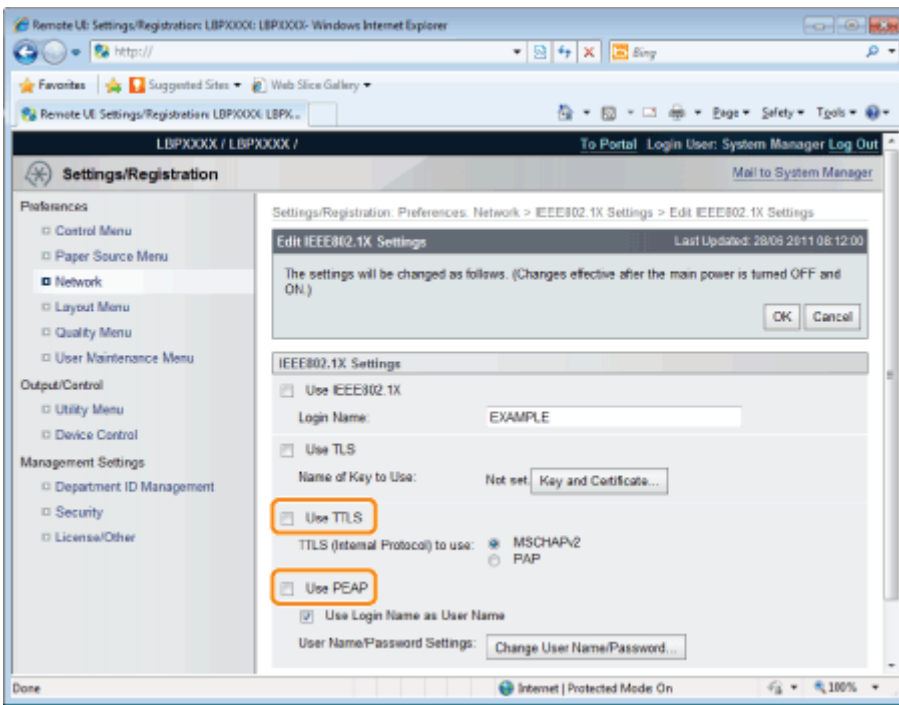 Remote UI: Settings/Registration: LBPXXXX: LBPXXXX- Windows Internet Explorer
http://
Bing
Favorites Suggested Sites Web Slice Gallery
Remote UI: Settings/Registration: LBPXXXX: LBPX...
Page Safety Tools
LBPXXXX / LBPXXXX /
To Portal Login User: System Manager Log Out
Settings/Registration
Mail to System Manager
Preferences
Control Menu
Paper Source Menu
Network
Layout Menu
Quality Menu
User Maintenance Menu
Output/Control
Utility Menu
Device Control
Management Settings
Department ID Management
Security
License/Other
Settings/Registration: Preferences: Network > IEEE802.1X Settings > Edit IEEE802.1X Settings
Edit IEEE802.1X Settings
Last Updated: 28/06 2011 08:12:00
The settings will be changed as follows. (Changes effective after the main power is turned OFF and
ON.)
OK Cancel
IEEE802.1X Settings
Use IEEE802.1X
Login Name: EXAMPLE
Use TLS
Name of Key to Use: Not set. Key and Certificate...
Use TTLS
TTLS (Internal Protocol) to use: MSCHAPv2
PAP
Use PEAP
Use Login Name as User Name
User Name/Password Settings: Change User Name/Password...
Done
Internet | Protected Mode: On
100%